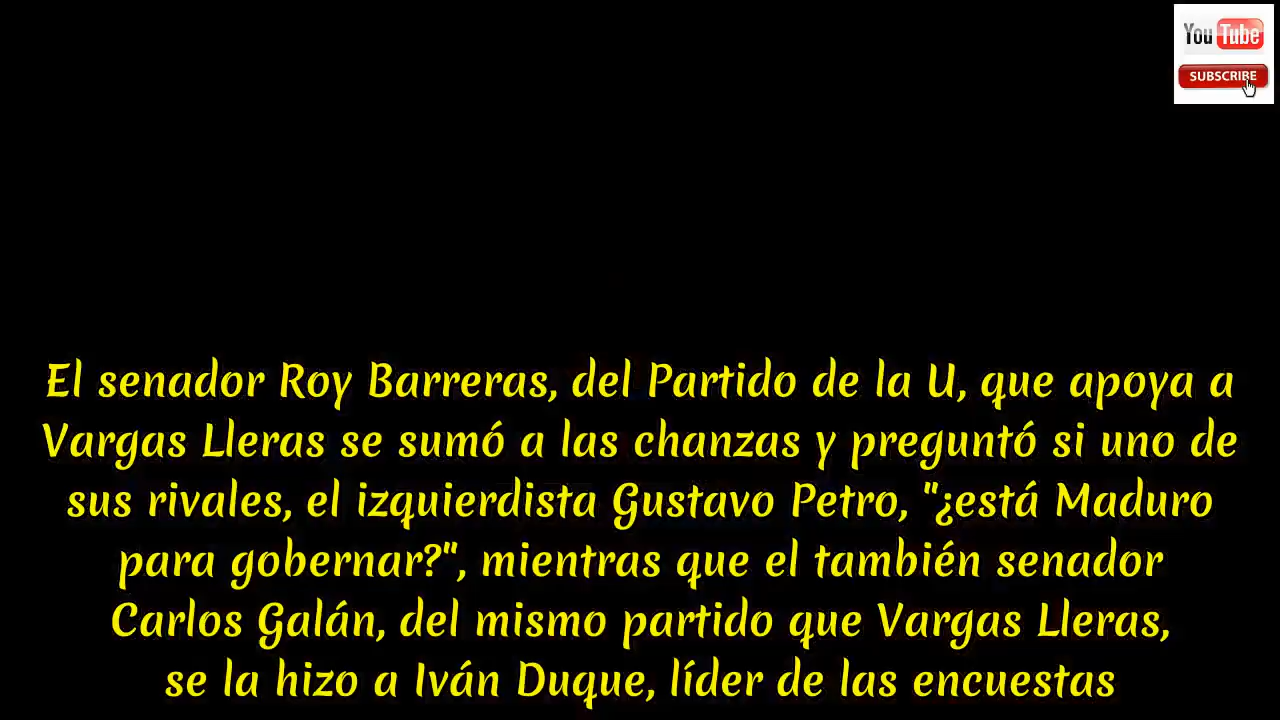 You Tube
SUBSCRIBE
El senador Roy Barreras, del Partido de la U, que apoya a
Vargas Lleras se sumó a las chanzas y preguntó si uno de
sus rivales, el izquierdista Gustavo Petro, "¿está Maduro
para gobernar?", mientras que el también senador
Carlos Galán, del mismo partido que Vargas Lleras,
se la hizo a Iván Duque, líder de las encuestas